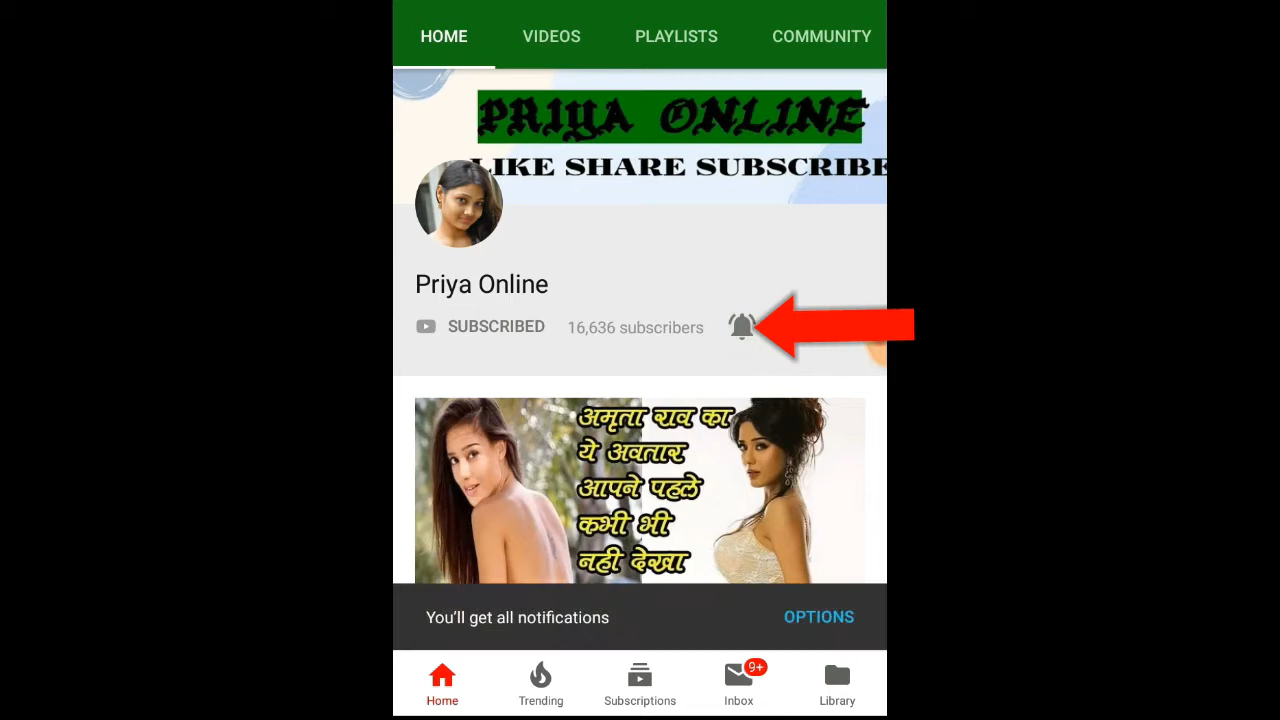 HOME VIDEOS PLAYLISTS COMMUNITY
PRIYA ONLINE
LIKE SHARE SUBSCRIBE
Priya Online
SUBSCRIBED 16,636 subscribers
अमृता राव का
ये अवतार
आपने पहले
कभी भी
नही देखा
You'll get all notifications OPTIONS
9+
Home Trending Subscriptions Inbox Library